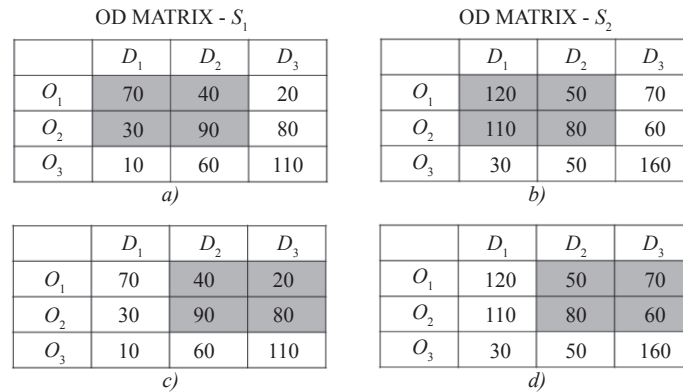 OD MATRIX - S1 OD MATRIX - S2
D1 D2 D3 D1 D2 D3
O1 70 40 20 O1 120 50 70
O2 30 90 80 O2 110 80 60
O3 10 60 110 O3 30 50 160
a) b)
D1 D2 D3 D1 D2 D3
O1 70 40 20 O1 120 50 70
O2 30 90 80 O2 110 80 60
O3 10 60 110 O3 30 50 160
c) d)